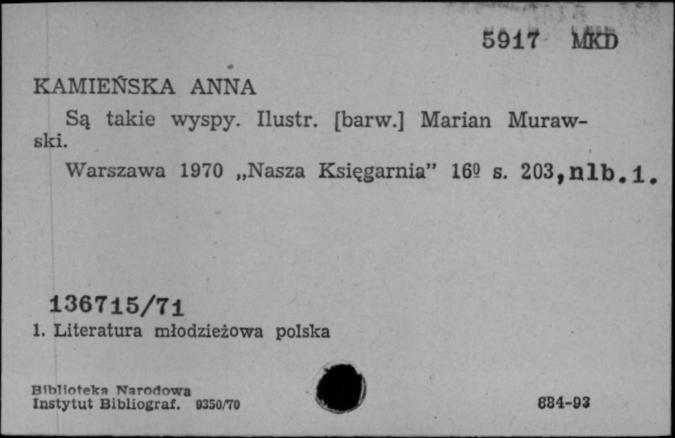 5917 MKD
KAMIEŃSKA ANNA
Są takie wyspy. Ilustr. [barw.] Marian Muraw-
ski.
Warszawa 1970 „Nasza Księgarnia” 16º s. 203, nlb. 1.
136715/71
1. Literatura młodzieżowa polska
Biblioteka Narodowa
Instytut Bibliograf. 9350/70
884-93